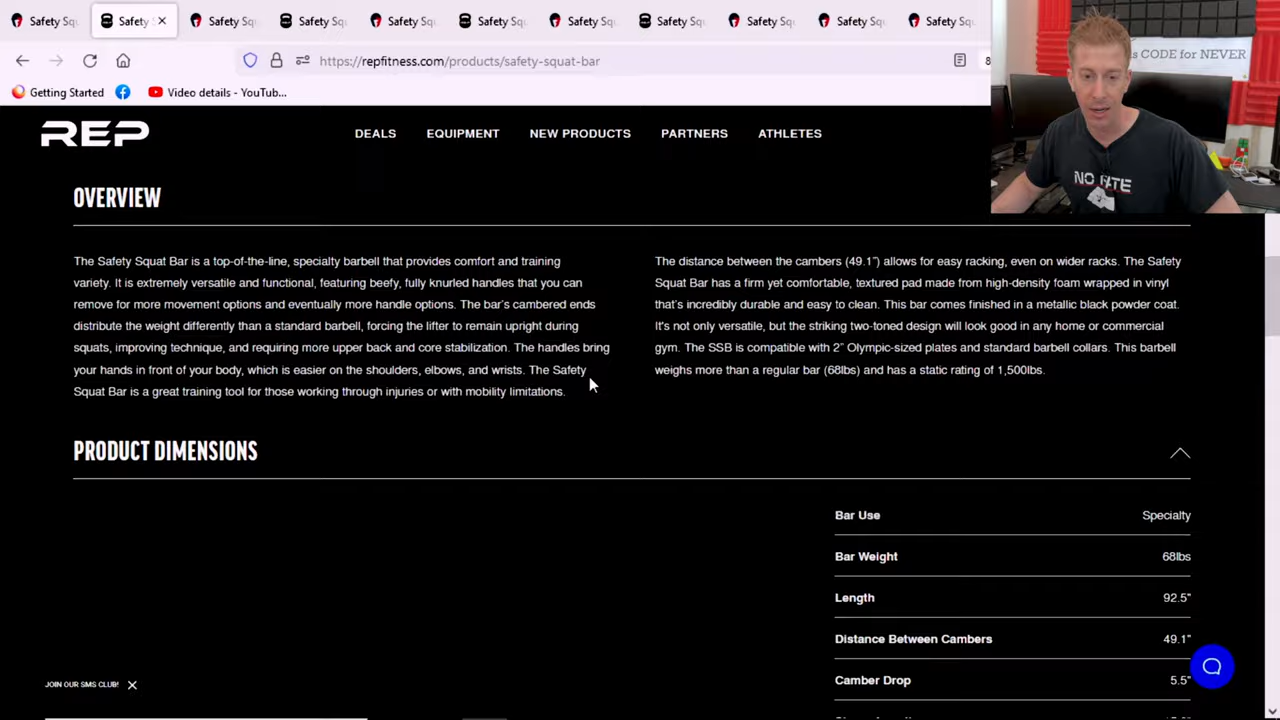 Safety Squ
Safety
Safety Squ
Safety Squ
Safety Squ
Safety Squ
Safety Squ
Safety Squ
Safety Squ
Safety Squ
Safety Squ
https://repfitness.com/products/safety-squat-bar
8
Getting Started
Video details - YouTub...
s CODE for NEVER
NO
REP
DEALS
EQUIPMENT
NEW PRODUCTS
PARTNERS
ATHLETES
OVERVIEW
The Safety Squat Bar is a top-of-the-line, specialty barbell that provides comfort and training
variety. It is extremely versatile and functional, featuring beefy, fully knurled handles that you can
remove for more movement options and eventually more handle options. The bar's cambered ends
distribute the weight differently than a standard barbell, forcing the lifter to remain upright during
squats, improving technique, and requiring more upper back and core stabilization. The handles bring
your hands in front of your body, which is easier on the shoulders, elbows, and wrists. The Safety
Squat Bar is a great training tool for those working through injuries or with mobility limitations.
The distance between the cambers (49.1") allows for easy racking, even on wider racks. The Safety
Squat Bar has a firm yet comfortable, textured pad made from high-density foam wrapped in vinyl
that's incredibly durable and easy to clean. This bar comes finished in a metallic black powder coat.
It's not only versatile, but the striking two-toned design will look good in any home or commercial
gym. The SSB is compatible with 2" Olympic-sized plates and standard barbell collars. This barbell
weighs more than a regular bar (68lbs) and has a static rating of 1,500lbs.
PRODUCT DIMENSIONS
Bar Use Specialty
Bar Weight 68lbs
Length 92.5"
Distance Between Cambers 49.1"
Camber Drop 5.5"
JOIN OUR SMS CLUB!